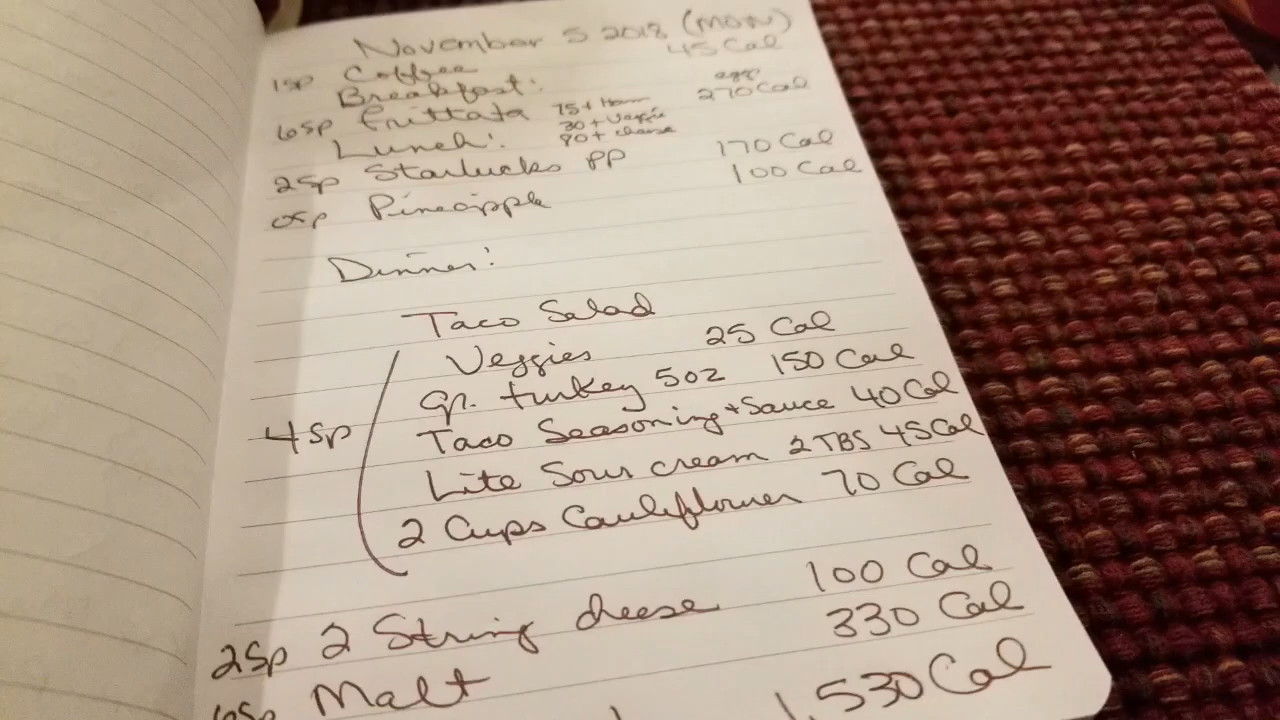 November 5 2018 (MON)
1sp Coffee 45 Cal
Breakfast:
6sp Frittata 75 + Ham 30 + Veggie 90 + cheese eggs 270 Cal
Lunch:
2sp Starbucks PP 170 Cal
0sp Pineapple 100 Cal
Dinner:
Taco Salad
Veggies 25 Cal
4sp Gr. turkey 5oz 150 Cal
Taco Seasoning + Sauce 40 Cal
Lite Sour cream 2 TBS 45 Cal
2 Cups Cauliflower 70 Cal
2sp 2 String cheese 100 Cal
Malt 330 Cal
1,530 Cal